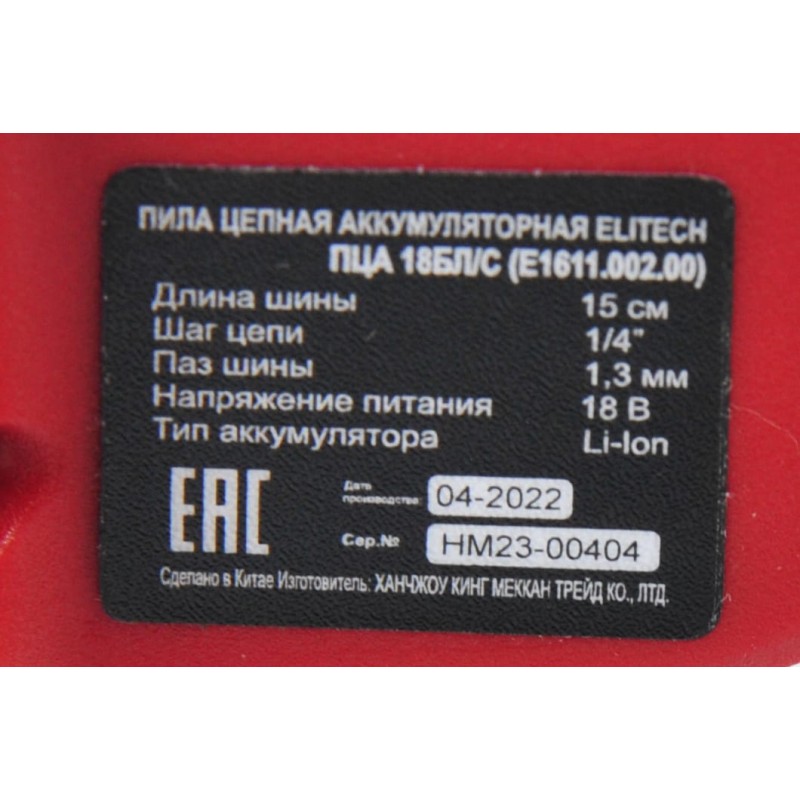 ПИЛА ЦЕПНАЯ АККУМУЛЯТОРНАЯ ELITECH
ПЦА 18БЛ/С (E1611.002.00)
Длина шины 15 см
Шаг цепи 1/4"
Паз шины 1,3 мм
Напряжение питания 18 В
Тип аккумулятора Li-Ion
EAC
Дата
производства: 04-2022
Сер.№ HM23-00404
Сделано в Китае Изготовитель: ХАНЧЖОУ КИНГ МЕККАН ТРЕЙД КО., ЛТД.